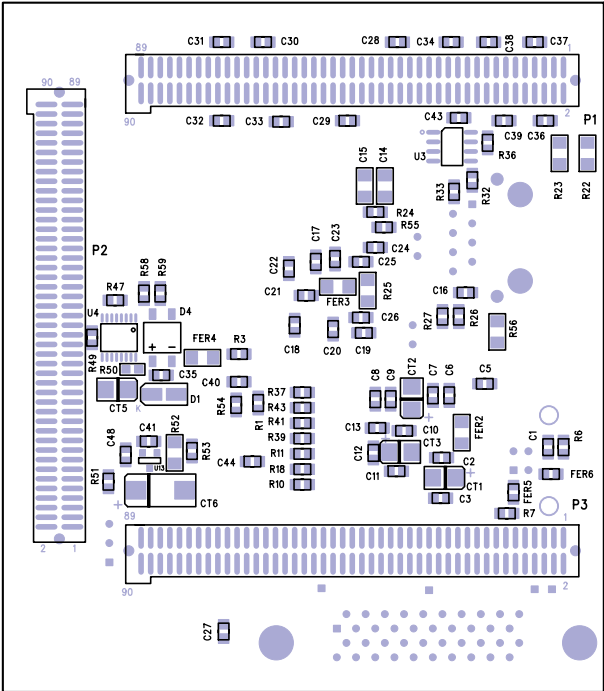 C31
C30
C28
C34
C38
C37
89
1
90
2
C32
C33
C29
C43
C39
C36
P1
U3
R36
R23
R22
C15
C14
R33
R32
R24
R55
90
89
P2
C17
C23
C24
C22
C25
R47
R58
R59
C21
FER3
R25
C16
U4
D4
C18
C20
C26
C19
R27
R26
R56
R49
+
-
FER4
R3
R50
C35
CT5
K
D1
C40
R54
R1
R37
R43
R41
R39
R11
R18
R10
CT2
C8
C9
C7
C6
C5
+
C13
C10
FER2
C48
C41
R52
R53
U13
C44
C12
CT3
C11
C2
+
CT1
C3
C1
R6
FER6
FER5
R7
R51
+
CT6
P3
89
1
2
1
90
2
C27